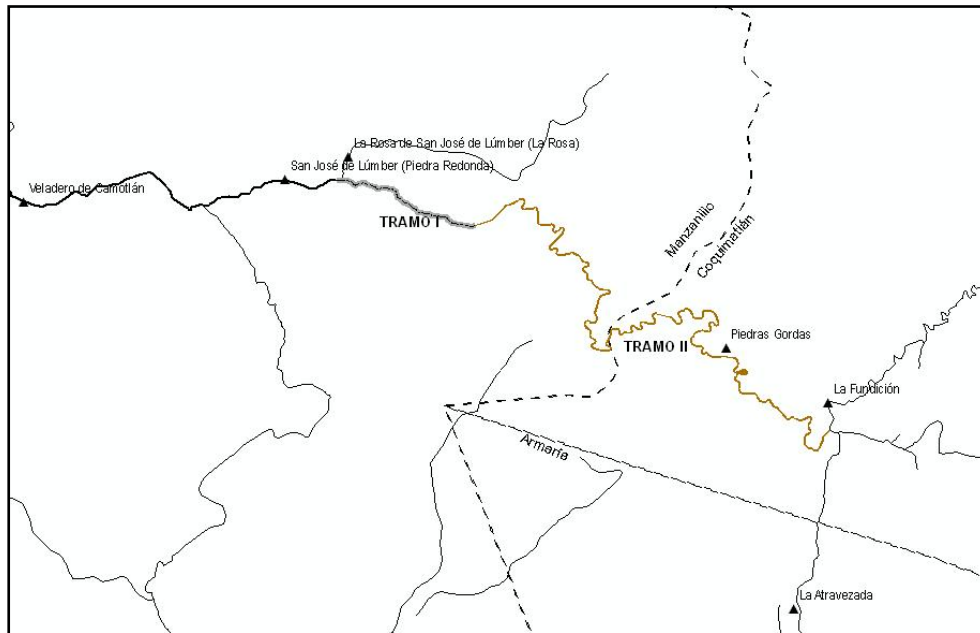 La Rosa de San José de Lúmber (La Rosa)
San José de Lúmber (Piedra Redonda)
Veladero de Camotlán
TRAMO I
Manzanillo
Coquimatlán
Piedras Gordas
TRAMO II
La Fundición
Armería
La Atravezada